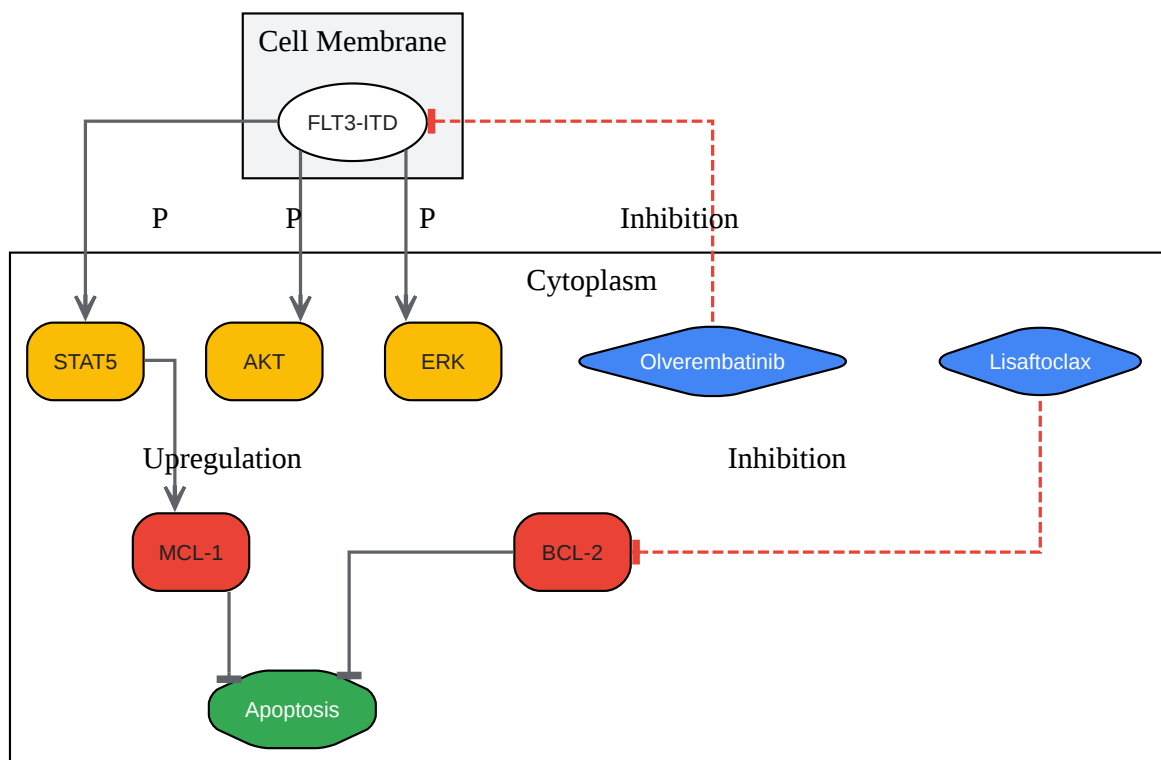 Cell Membrane
FLT3-ITD
P
P
P
Inhibition
Cytoplasm
STAT5
AKT
ERK
Olverembatinib
Lisaftoclax
Upregulation
Inhibition
MCL-1
BCL-2
Apoptosis